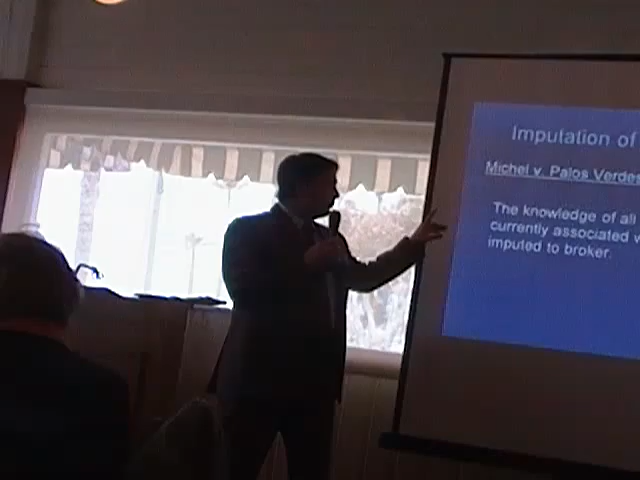 Imputation of
Michel v. Palos Verdes
The knowledge of all
currently associated
imputed to broker.